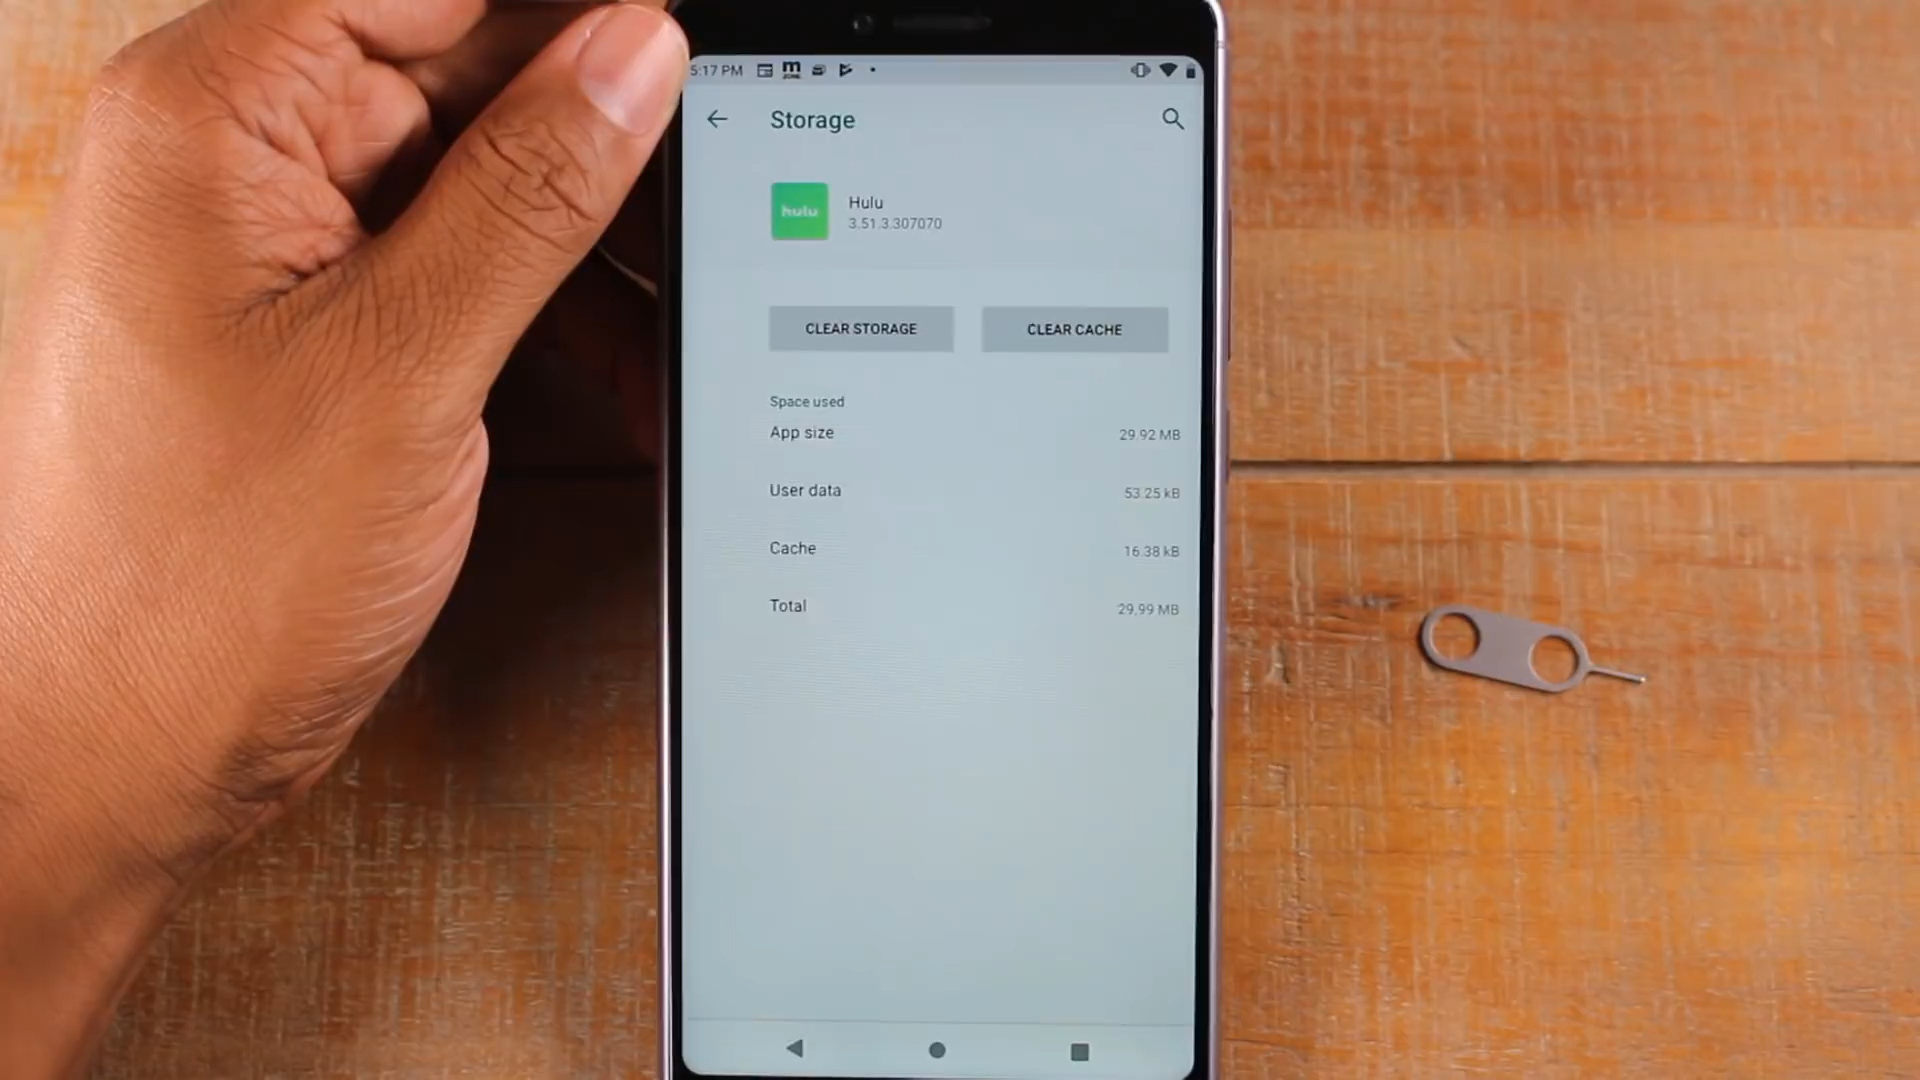 5:17 PM m ZONE
Storage
hulu
Hulu
3.51.3.307070
CLEAR STORAGE CLEAR CACHE
Space used
App size 29.92 MB
User data 53.25 kB
Cache 16.38 kB
Total 29.99 MB